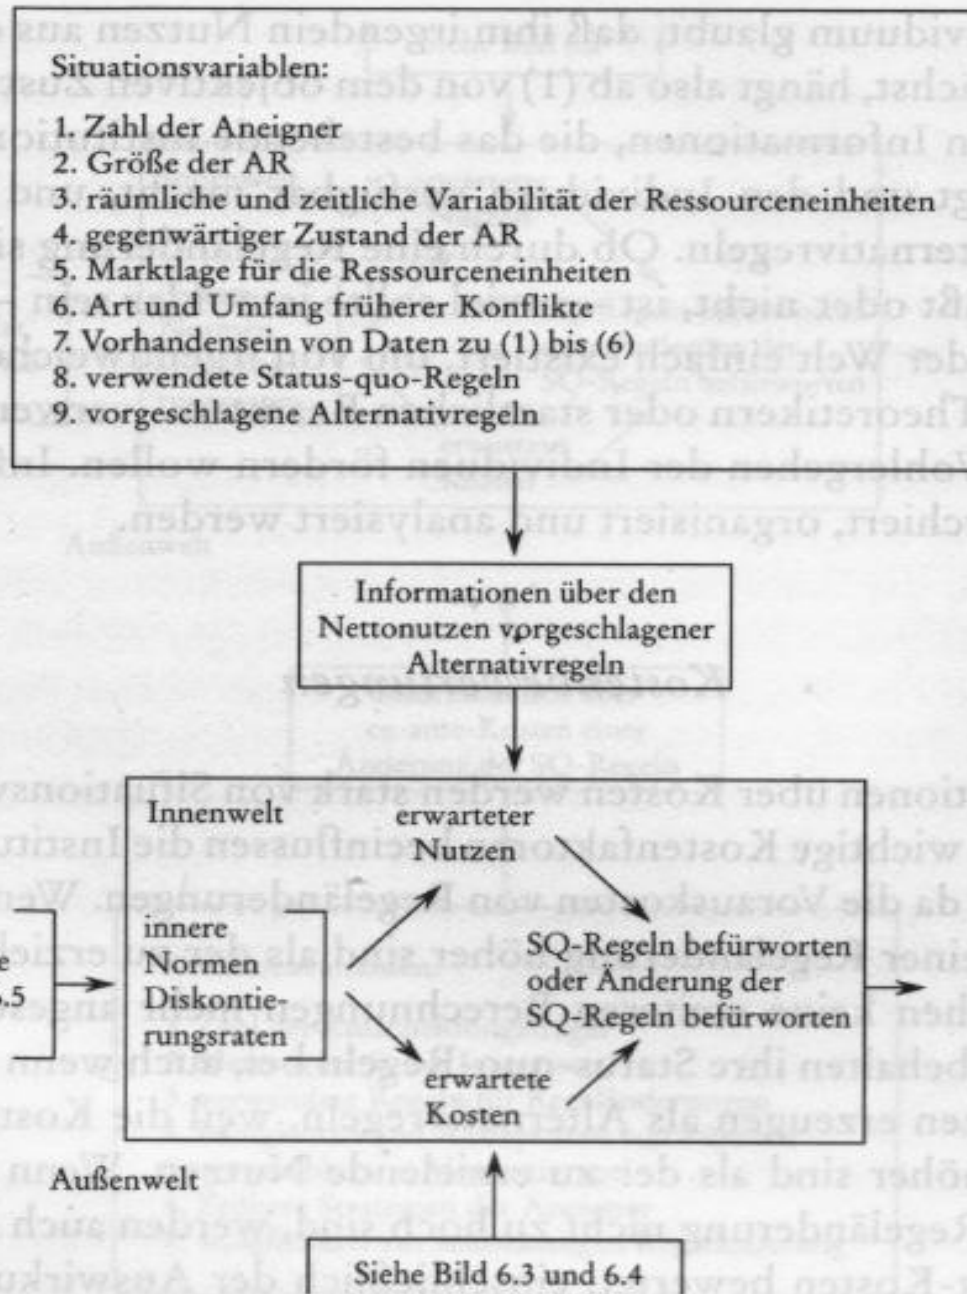 Situationsvariablen:
1. Zahl der Aneigner
2. Größe der AR
3. räumliche und zeitliche Variabilität der Ressourceneinheiten
4. gegenwärtiger Zustand der AR
5. Marktlage für die Ressourceneinheiten
6. Art und Umfang früherer Konflikte
7. Vorhandensein von Daten zu (1) bis (6)
8. verwendete Status-quo-Regeln
9. vorgeschlagene Alternativregeln
Informationen über den
Nettonutzen vorgeschlagener
Alternativregeln
Innenwelt
erwarteter
Nutzen
innere
Normen
Diskontie-
rungsraten
SQ-Regeln befürworten
oder Änderung der
SQ-Regeln befürworten
erwartete
Kosten
Außenwelt
Siehe Bild 6.3 und 6.4